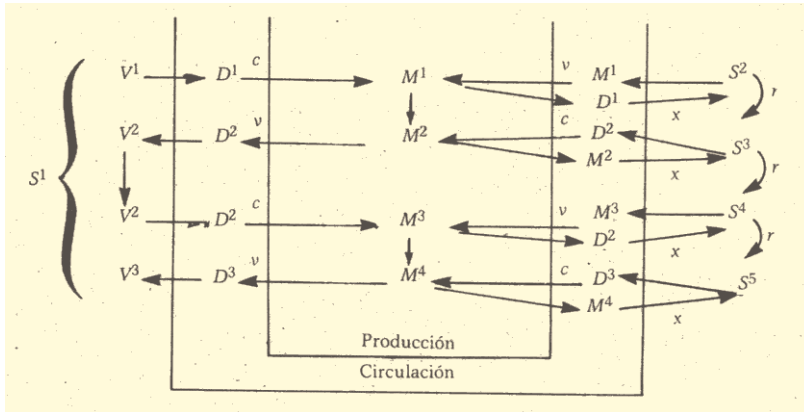 V¹ D¹ c M¹ v M¹ S²
D¹ x r
V² D² v M² c D² S³
M² x r
S¹
V² D² c M³ v M³ S⁴
D² x r
V³ D³ v M⁴ c D³ S⁵
M⁴ x
Producción
Circulación